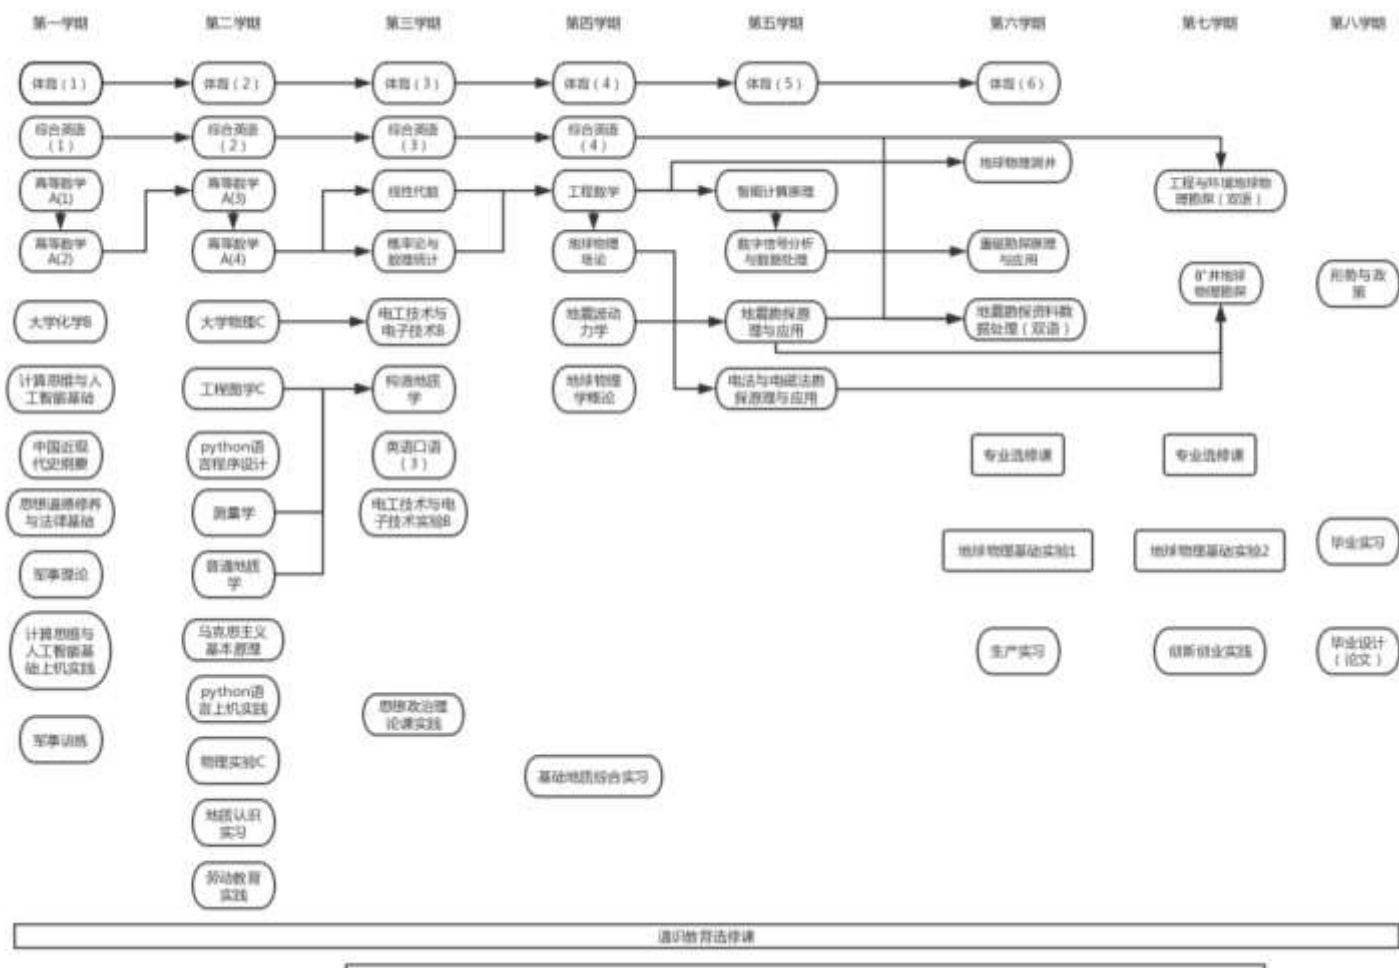 第一学期
第二学期
第三学期
第四学期
第五学期
第六学期
第七学期
第八学期
体育(1)
体育(2)
体育(3)
体育(4)
体育(5)
体育(6)
综合英语
(1)
综合英语
(2)
综合英语
(3)
综合英语
(4)
地球物理测井
高等数学
A(1)
高等数学
A(3)
线性代数
工程数学
智能计算原理
工程与环境地球物
理勘探(双语)
高等数学
A(2)
高等数学
A(4)
概率论与
数理统计
地球物理
场论
数字信号分析
与数据处理
重磁勘探原理
与应用
矿井地球
物理勘探
形势与政
策
大学化学B
大学物理C
电工技术与
电子技术B
地震波动
力学
地震勘探原
理与应用
地震勘探资料数
据处理(双语)
计算思维与人
工智能基础
工程图学C
构造地质
学
地球物理
学概论
电法与电磁法勘
探原理与应用
中国近现
代史纲要
python语
言程序设计
英语口语
(3)
专业选修课
专业选修课
思想道德修养
与法律基础
测量学
电工技术与电
子技术实验B
地球物理基础实验1
地球物理基础实验2
毕业实习
军事理论
普通地质
学
计算思维与
人工智能基
础上机实践
马克思主义
基本原理
生产实习
创新创业实践
毕业设计
(论文)
python语
言上机实践
思想政治理
论课实践
军事训练
物理实验C
基础地质综合实习
地质认识
实习
劳动教育
实践
通识教育选修课